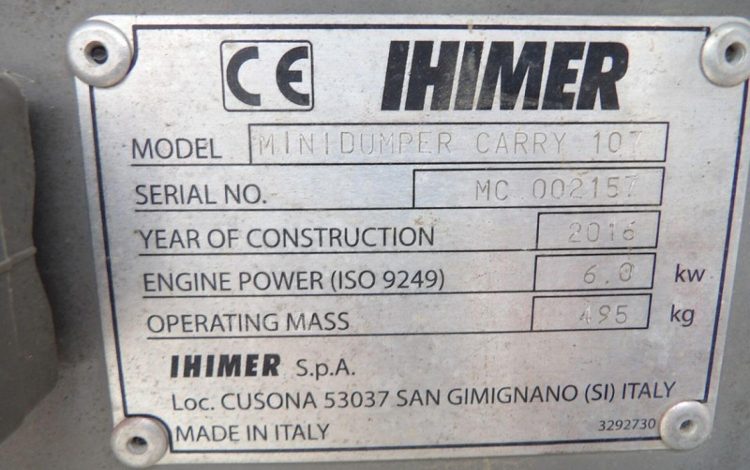 CE IHIMER
MODEL MINIDUMPER CARRY 107
SERIAL NO. MC 002157
YEAR OF CONSTRUCTION 2016
ENGINE POWER (ISO 9249) 6.0 kw
OPERATING MASS 495 kg
IHIMER S.p.A.
Loc. CUSONA 53037 SAN GIMIGNANO (SI) ITALY
MADE IN ITALY 3292730